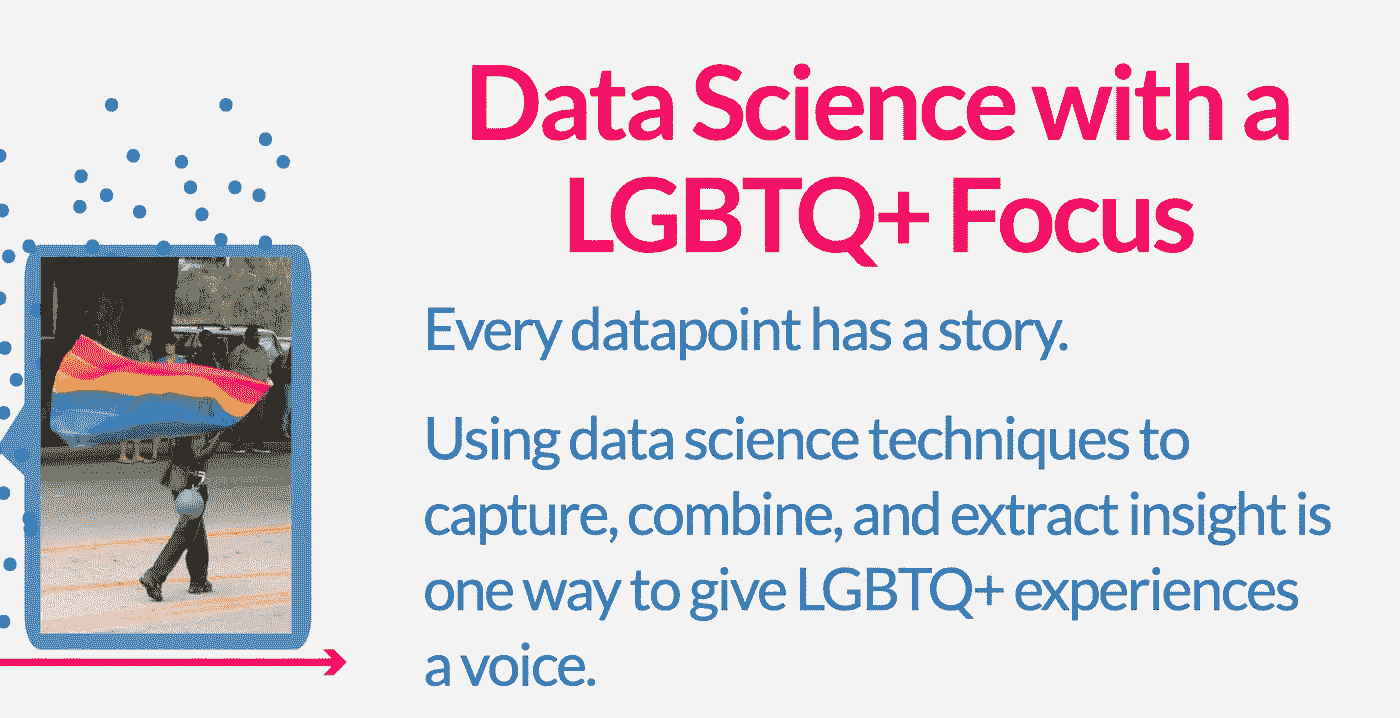 Data Science with a
LGBTQ+ Focus
Every datapoint has a story.
Using data science techniques to
capture, combine, and extract insight is
one way to give LGBTQ+ experiences
a voice.